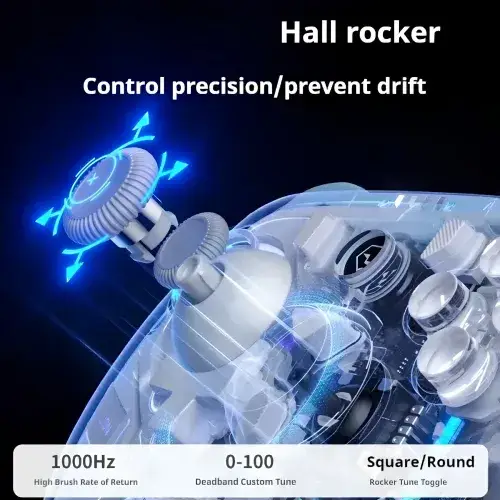 Hall rocker
Control precision/prevent drift
1000Hz
High Brush Rate of Return
0-100
Deadband Custom Tune
Square/Round
Rocker Tune Toggle